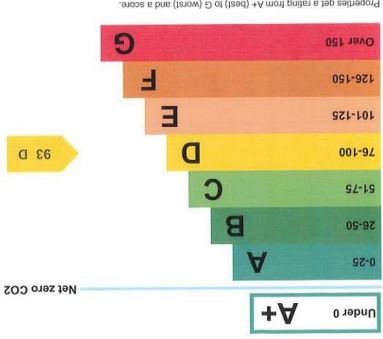 Under 0 A+
Net zero CO2
0-25 A
26-50 B
51-75 C
76-100 D 93 D
101-125 E
126-150 F
Over 150 G
Properties get a rating from A+ (best) to G (worst) and a score.